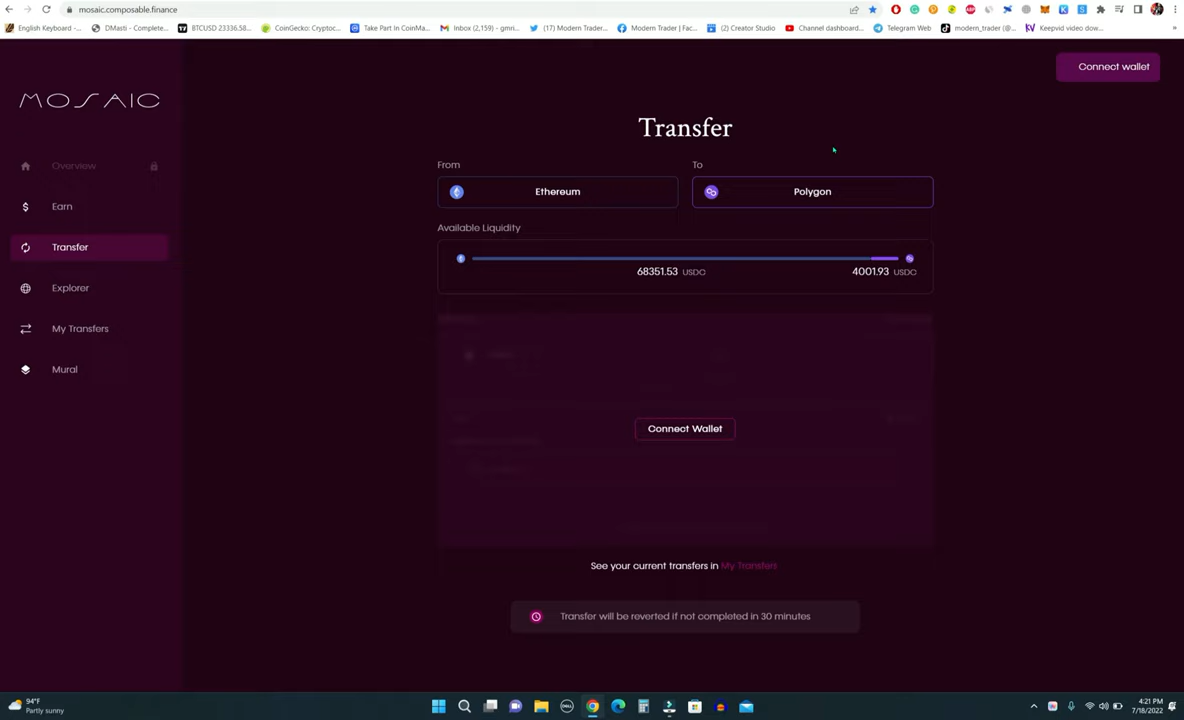 mosaic.composable.finance
English Keyboard -...
DMasti - Complete...
BTCUSD 23336.58...
CoinGecko: Cryptoc...
Take Part in CoinMa...
Inbox (2,159) - gmn...
(17) Modern Trader...
Modern Trader | Fac...
(2) Creator Studio
Channel dashboard...
Telegram Web
modern_trader (@...
Keepvid video dow...
»
Connect wallet
MOSAIC
Transfer
From
To
Overview
Ethereum
Polygon
Earn
Available Liquidity
Transfer
68351.53 USDC
4001.93 USDC
Explorer
My Transfers
Mural
Connect Wallet
See your current transfers in My Transfers
Transfer will be reverted if not completed in 30 minutes
94°F
Partly sunny
4:21 PM
7/18/2022